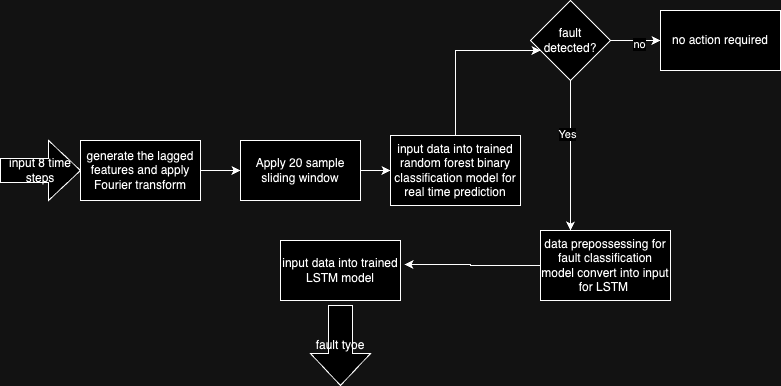 input 8 time
steps
generate the lagged
features and apply
Fourier transform
Apply 20 sample
sliding window
input data into trained
random forest binary
classification model for
real time prediction
fault
detected?
no
no action required
Yes
data prepossessing for
fault classification
model convert into input
for LSTM
input data into trained
LSTM model
fault type